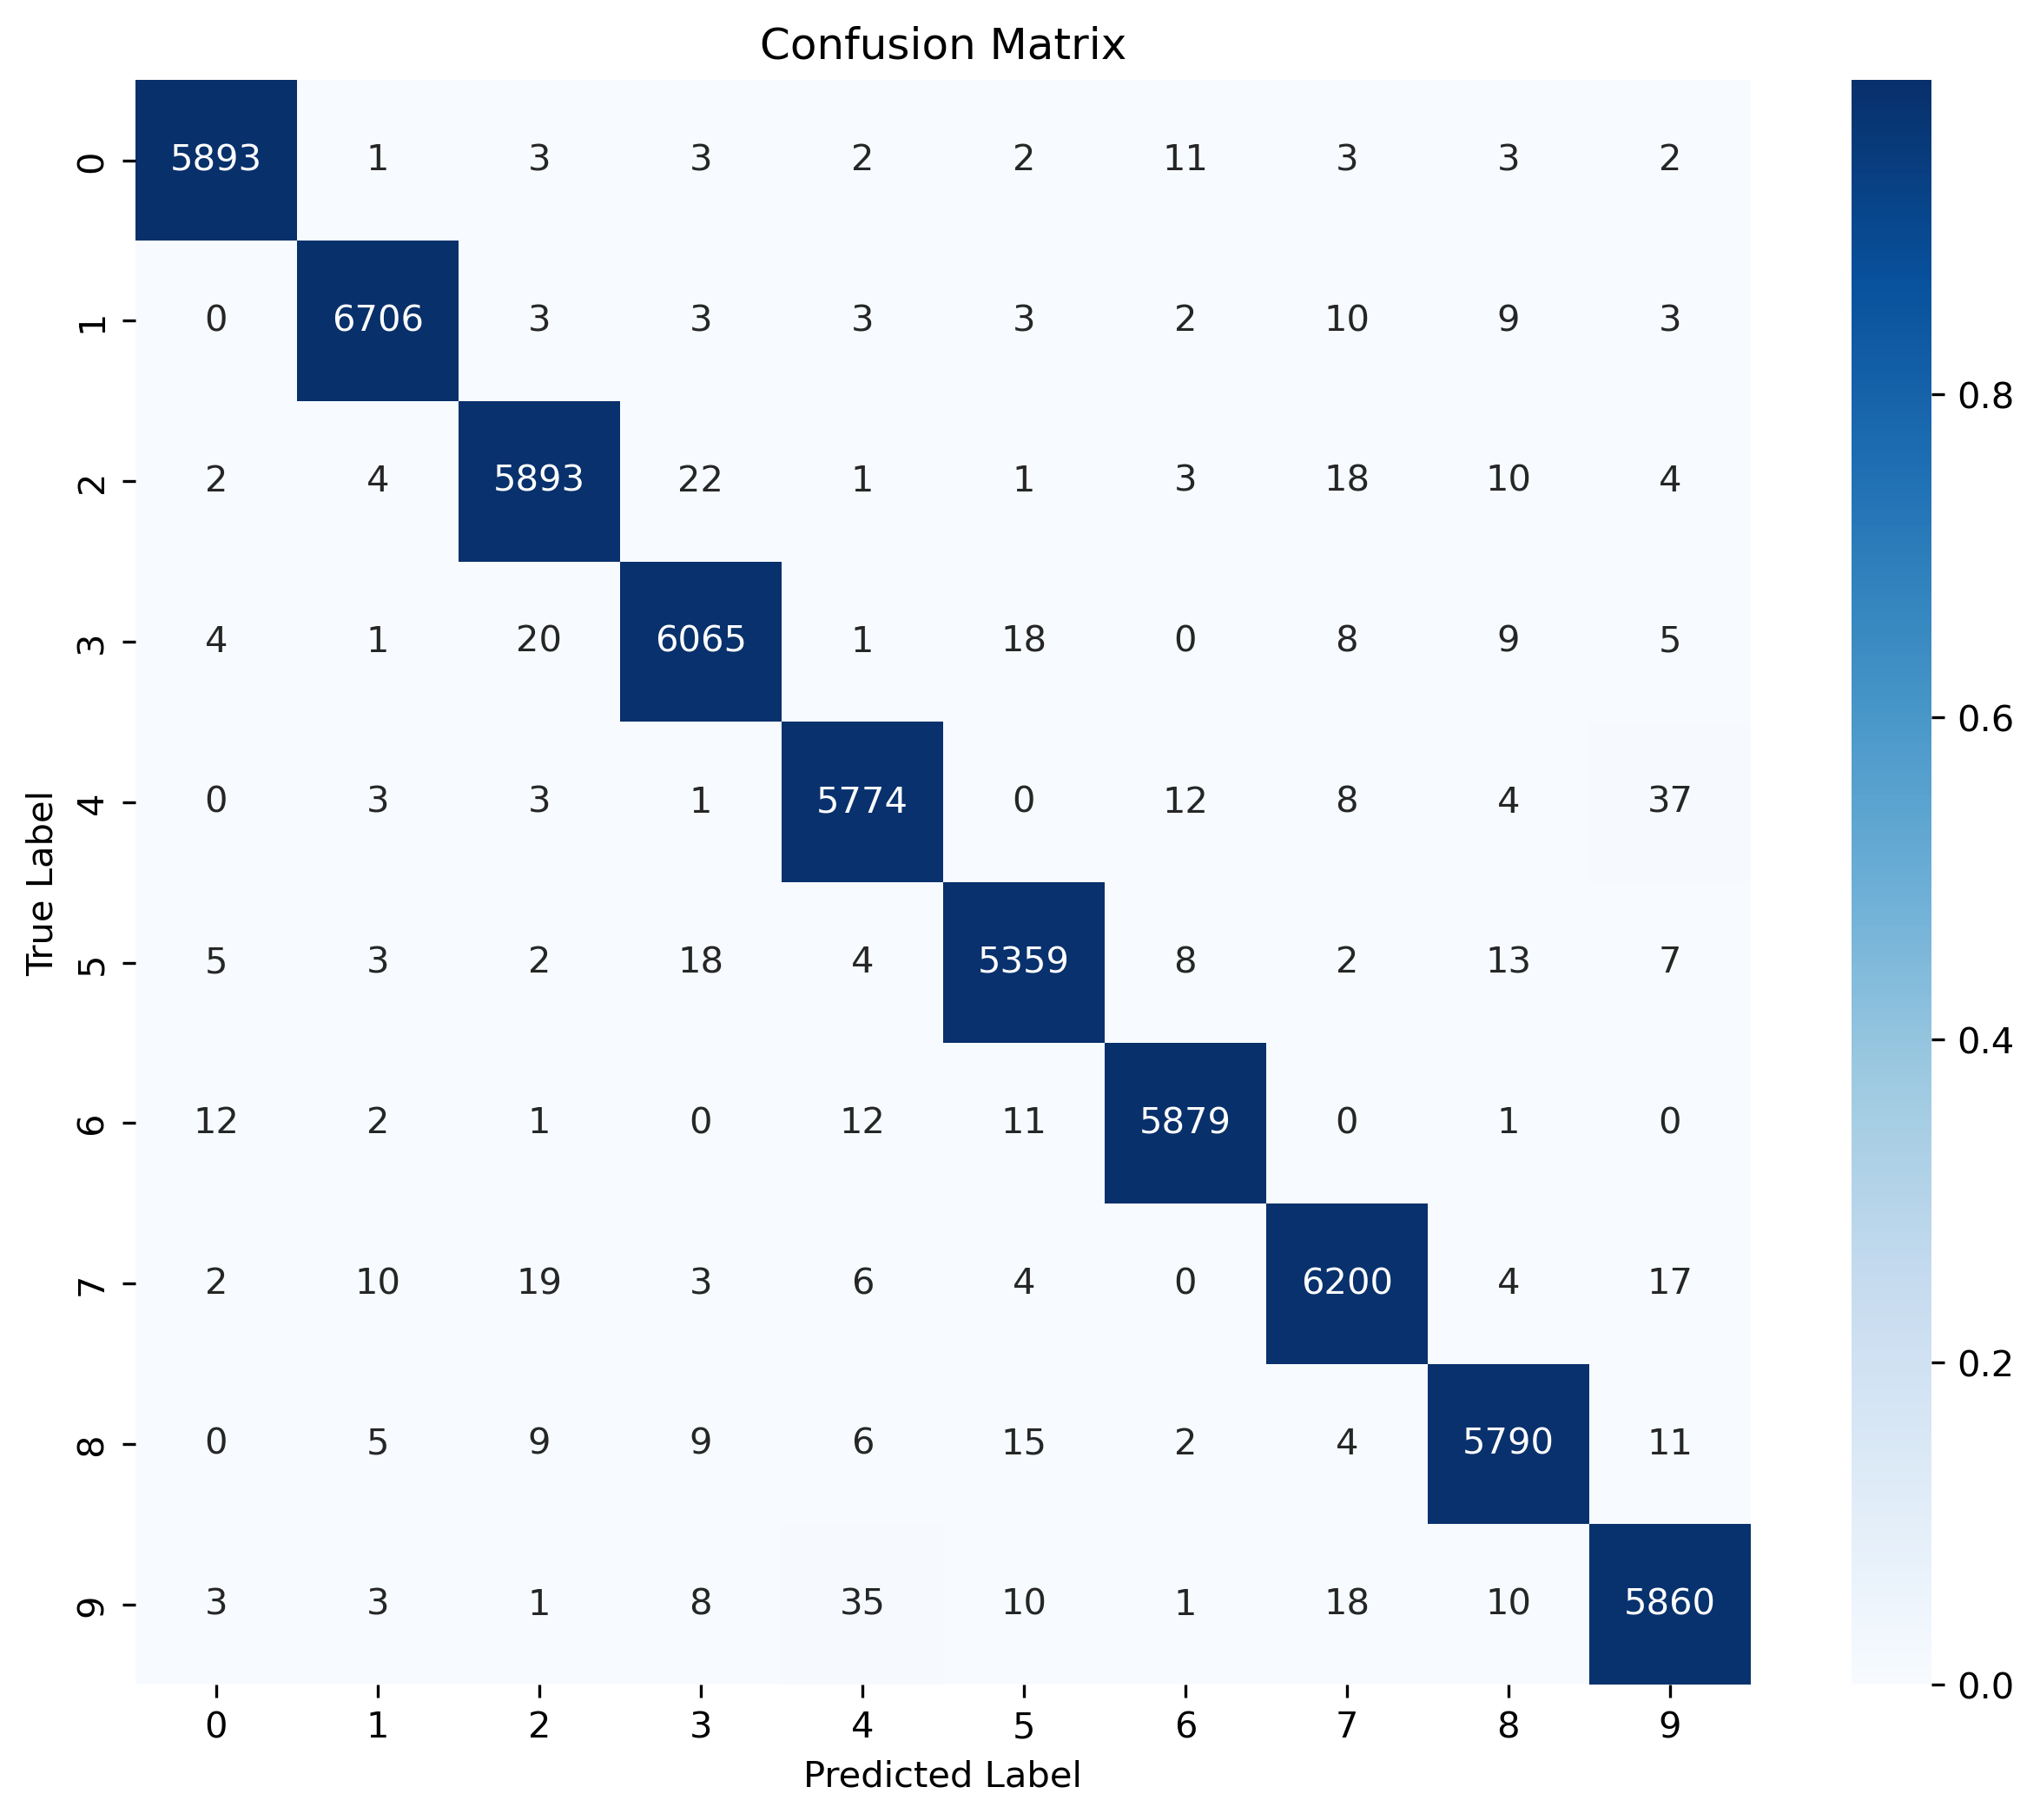 Confusion Matrix
True Label
0 5893 1 3 3 2 2 11 3 3 2
1 0 6706 3 3 3 3 2 10 9 3
2 2 4 5893 22 1 1 3 18 10 4
3 4 1 20 6065 1 18 0 8 9 5
4 0 3 3 1 5774 0 12 8 4 37
5 5 3 2 18 4 5359 8 2 13 7
6 12 2 1 0 12 11 5879 0 1 0
7 2 10 19 3 6 4 0 6200 4 17
8 0 5 9 9 6 15 2 4 5790 11
9 3 3 1 8 35 10 1 18 10 5860
0 1 2 3 4 5 6 7 8 9
Predicted Label
0.8
0.6
0.4
0.2
0.0